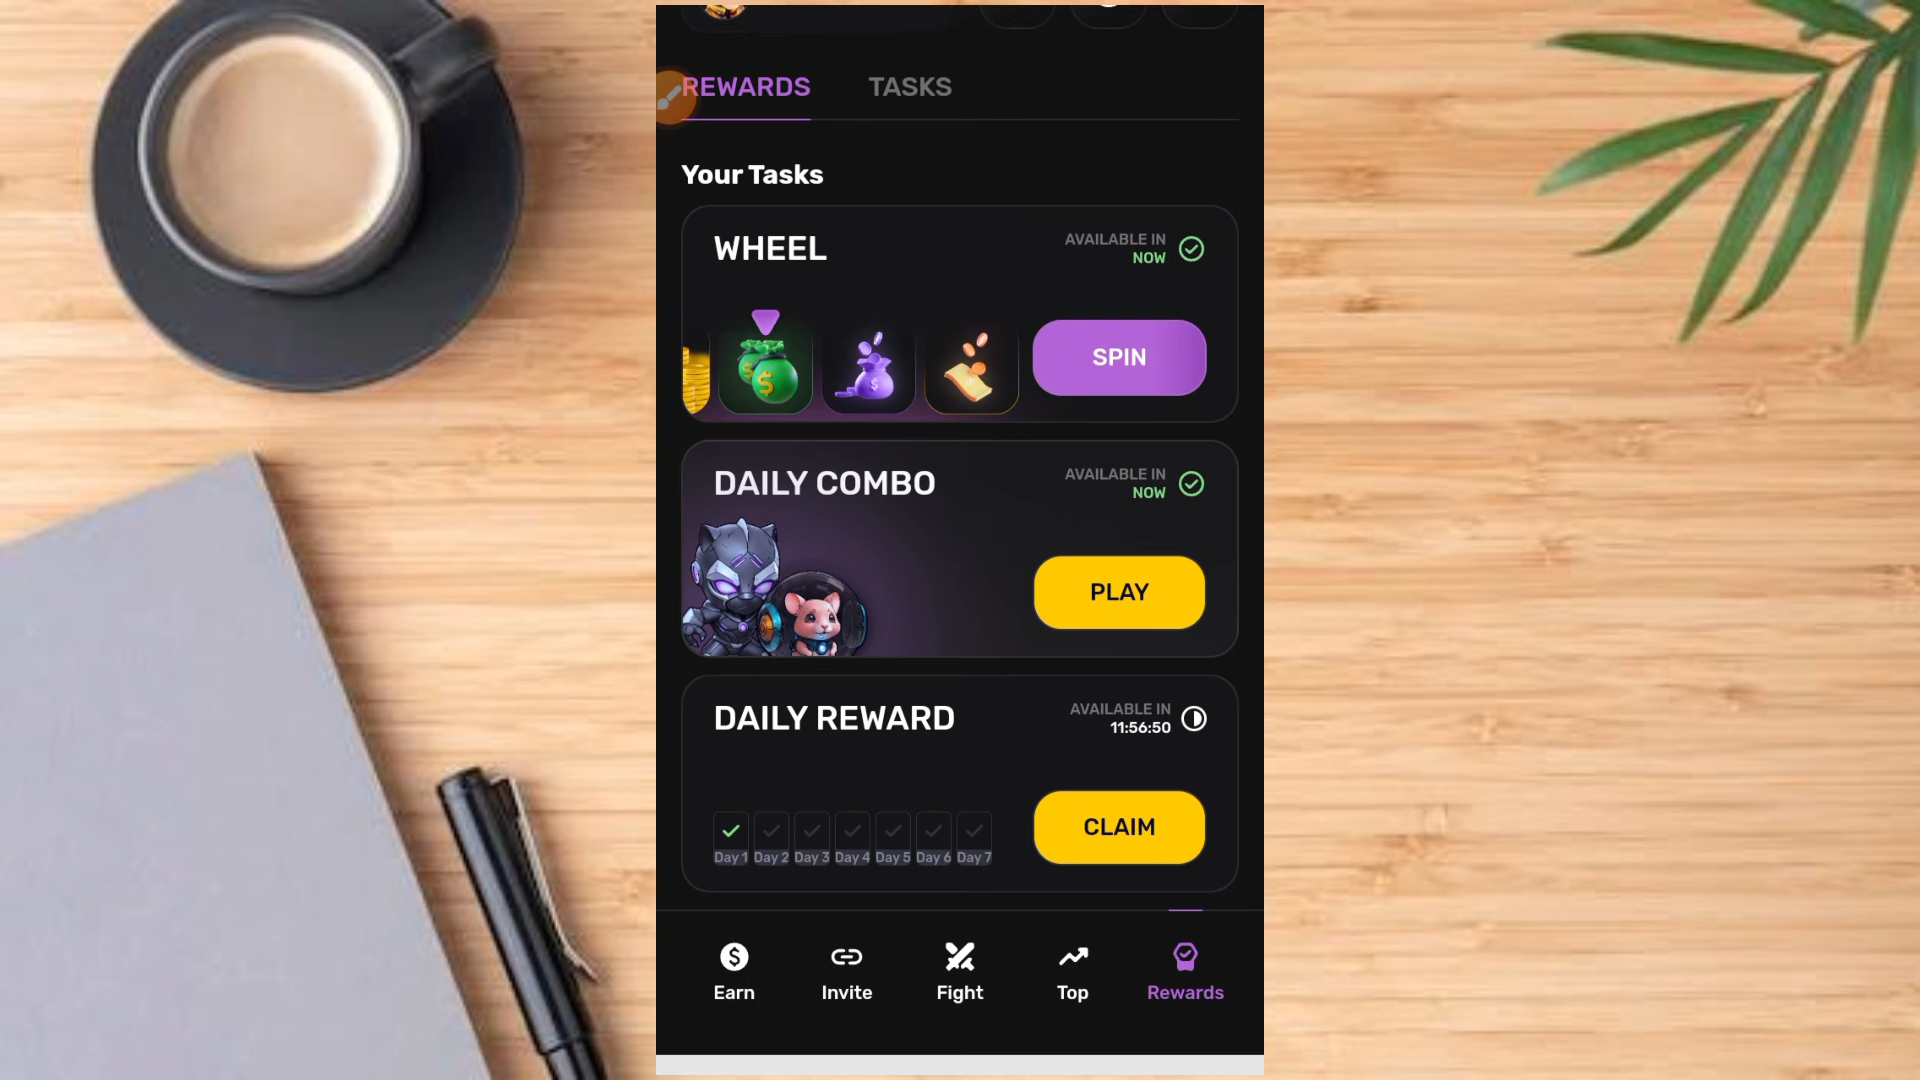 REWARDS TASKS
Your Tasks
WHEEL
AVAILABLE IN
NOW
SPIN
DAILY COMBO
AVAILABLE IN
NOW
PLAY
DAILY REWARD
AVAILABLE IN
11:56:50
Day 1 Day 2 Day 3 Day 4 Day 5 Day 6 Day 7
CLAIM
Earn Invite Fight Top Rewards